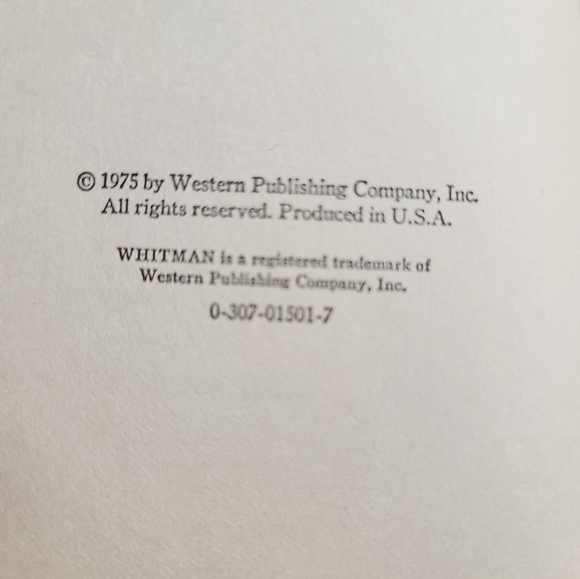 © 1975 by Western Publishing Company, Inc.
All rights reserved. Produced in U.S.A.
WHITMAN is a registered trademark of
Western Publishing Company, Inc.
0-307-01501-7